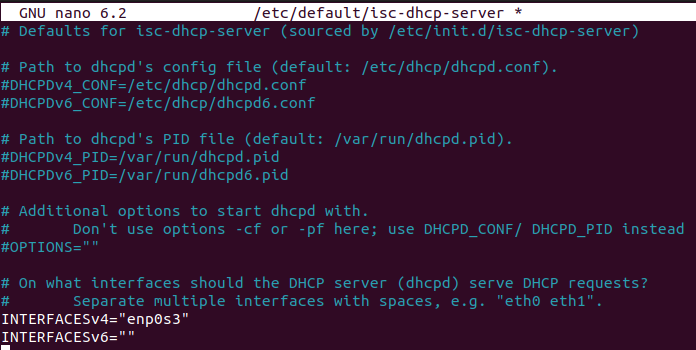 GNU nano 6.2 /etc/default/isc-dhcp-server *
# Defaults for isc-dhcp-server (sourced by /etc/init.d/isc-dhcp-server)
# Path to dhcpd's config file (default: /etc/dhcp/dhcpd.conf).
#DHCPDv4_CONF=/etc/dhcp/dhcpd.conf
#DHCPDv6_CONF=/etc/dhcp/dhcpd6.conf
# Path to dhcpd's PID file (default: /var/run/dhcpd.pid).
#DHCPDv4_PID=/var/run/dhcpd.pid
#DHCPDv6_PID=/var/run/dhcpd6.pid
# Additional options to start dhcpd with.
#       Don't use options -cf or -pf here; use DHCPD_CONF/ DHCPD_PID instead
#OPTIONS=""
# On what interfaces should the DHCP server (dhcpd) serve DHCP requests?
#       Separate multiple interfaces with spaces, e.g. "eth0 eth1".
INTERFACESv4="enp0s3"
INTERFACESv6=""